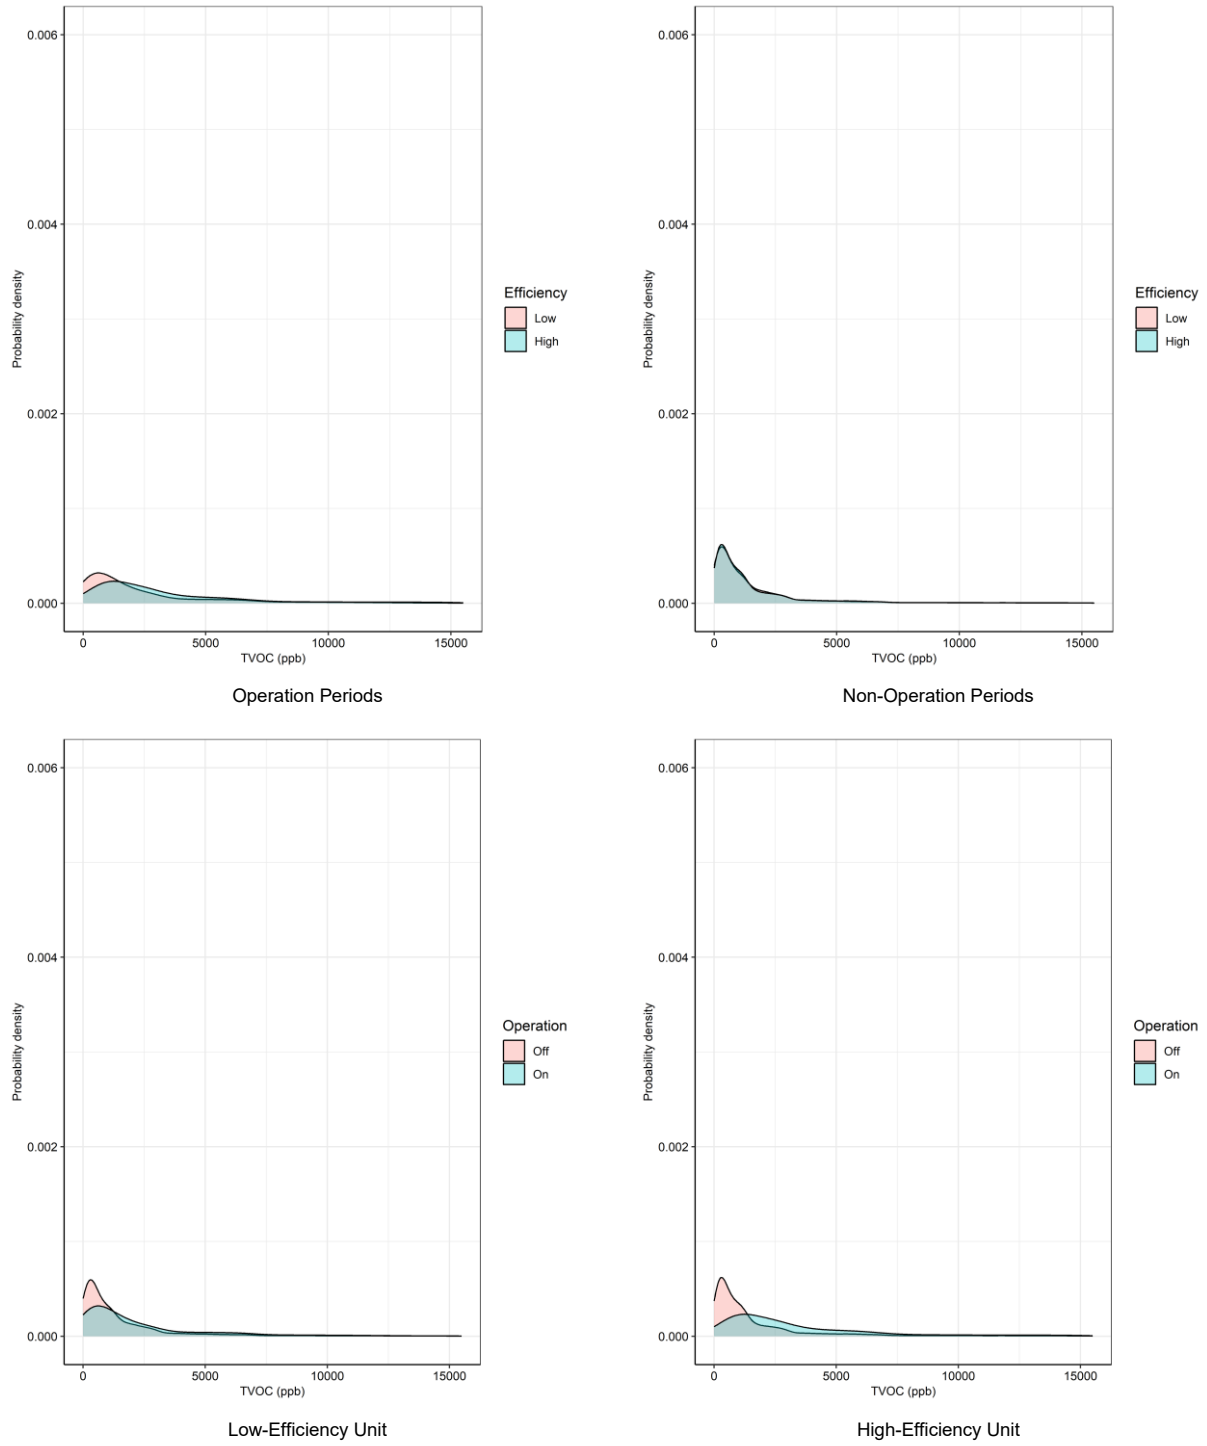 0.006
0.004
0.002
0.000
Probability density
0
5000
10000
15000
TVOC (ppb)
Efficiency
Low
High
Operation Periods
0.006
0.004
0.002
0.000
Probability density
0
5000
10000
15000
TVOC (ppb)
Efficiency
Low
High
Non-Operation Periods
0.006
0.004
0.002
0.000
Probability density
0
5000
10000
15000
TVOC (ppb)
Operation
Off
On
Low-Efficiency Unit
0.006
0.004
0.002
0.000
Probability density
0
5000
10000
15000
TVOC (ppb)
Operation
Off
On
High-Efficiency Unit